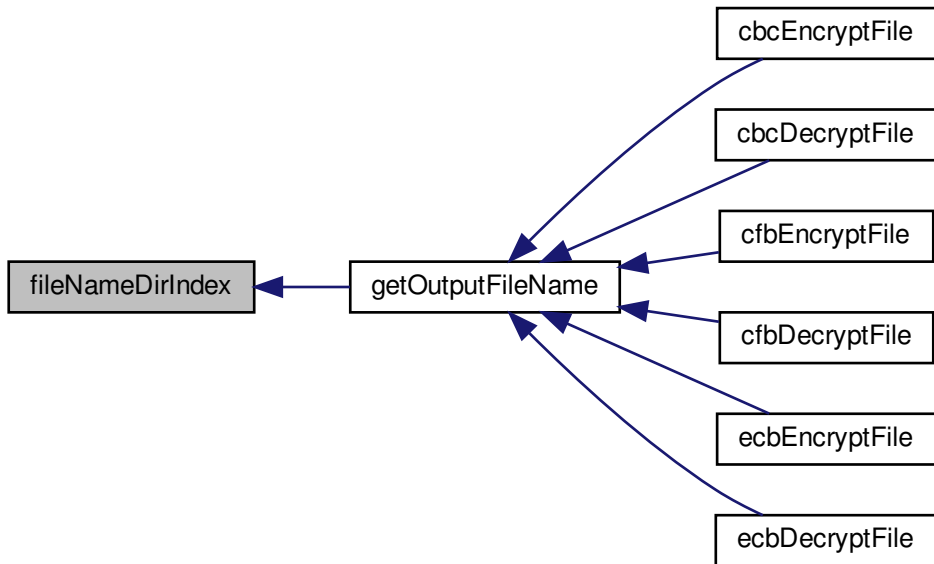 cbcEncryptFile
cbcDecryptFile
cfbEncryptFile
fileNameDirIndex
getOutputFileName
cfbDecryptFile
ecbEncryptFile
ecbDecryptFile